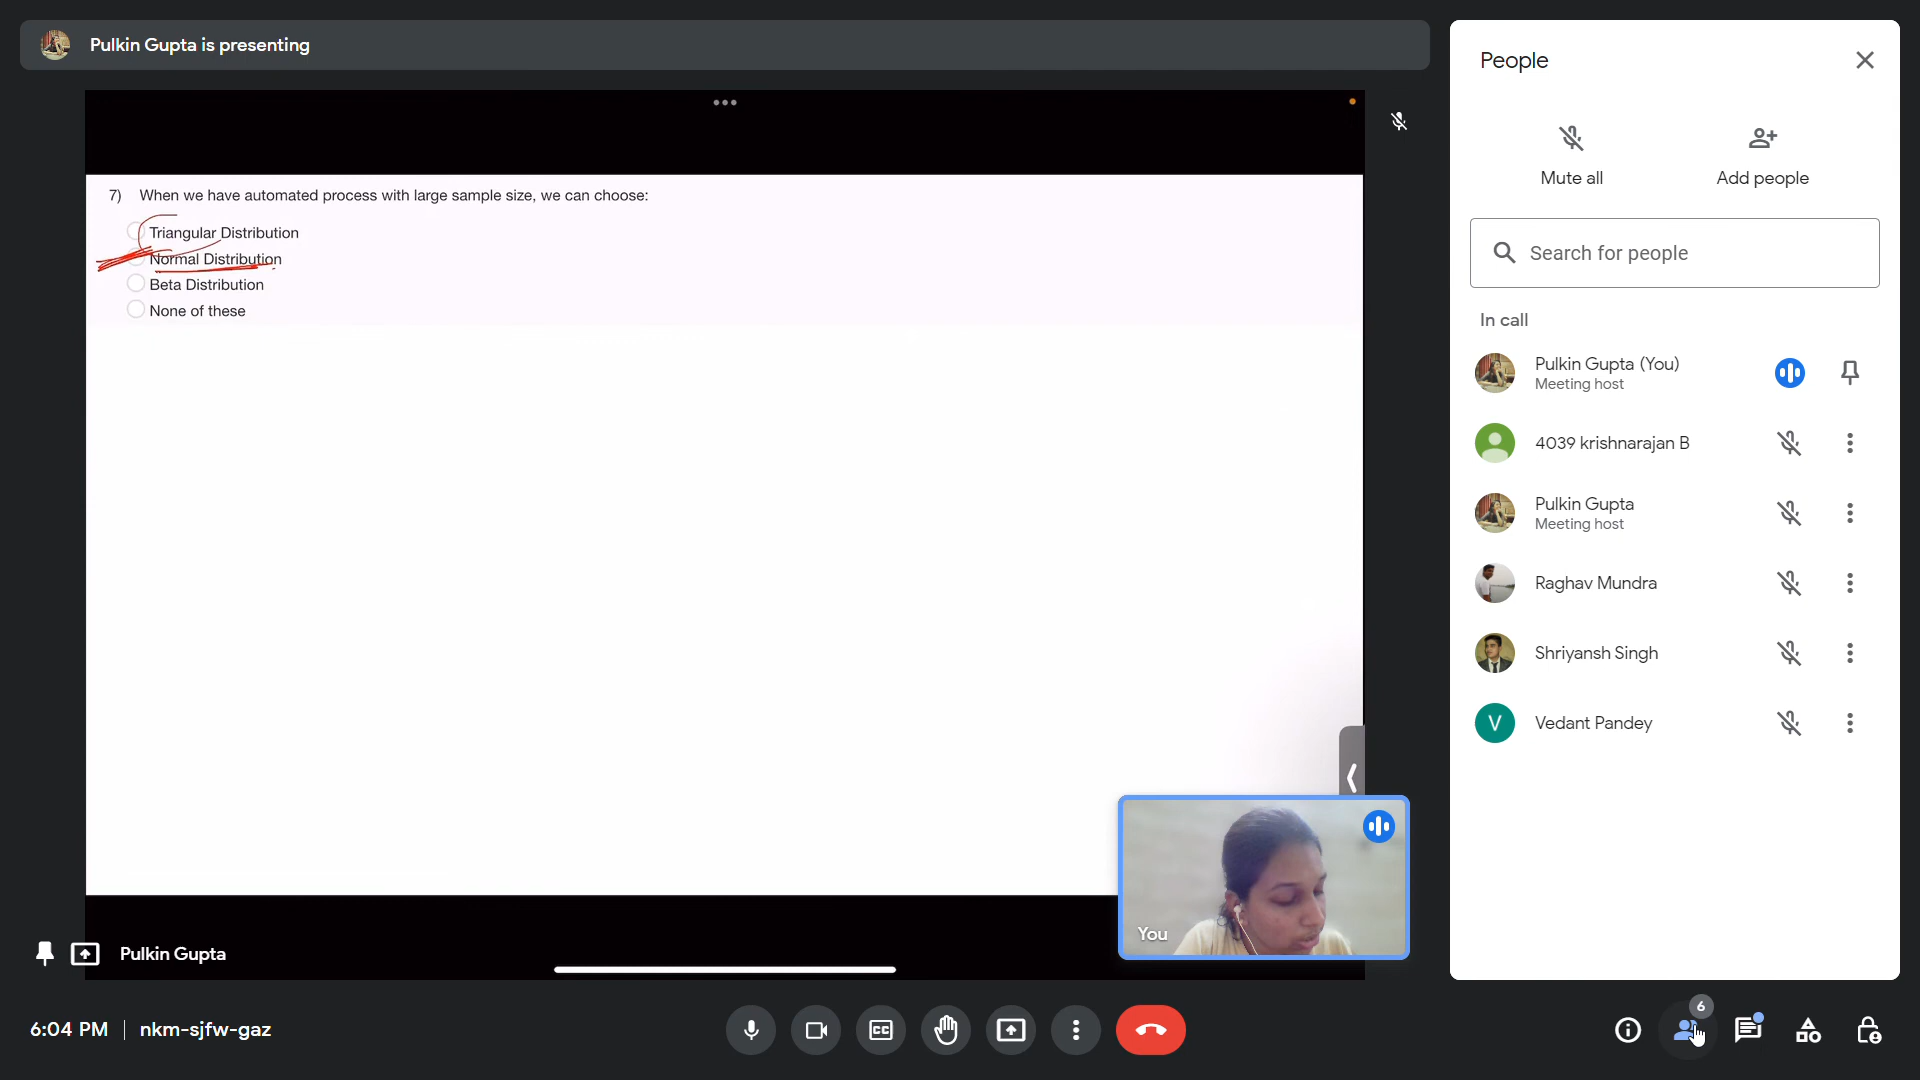 Pulkin Gupta is presenting
7) When we have automated process with large sample size, we can choose:
Triangular Distribution
Normal Distribution
Beta Distribution
None of these
You
Pulkin Gupta
6:04 PM | nkm-sjfw-gaz
CC
People
Mute all
Add people
Search for people
In call
Pulkin Gupta (You)
Meeting host
4039 krishnarajan B
Pulkin Gupta
Meeting host
Raghav Mundra
Shriyansh Singh
V
Vedant Pandey
6